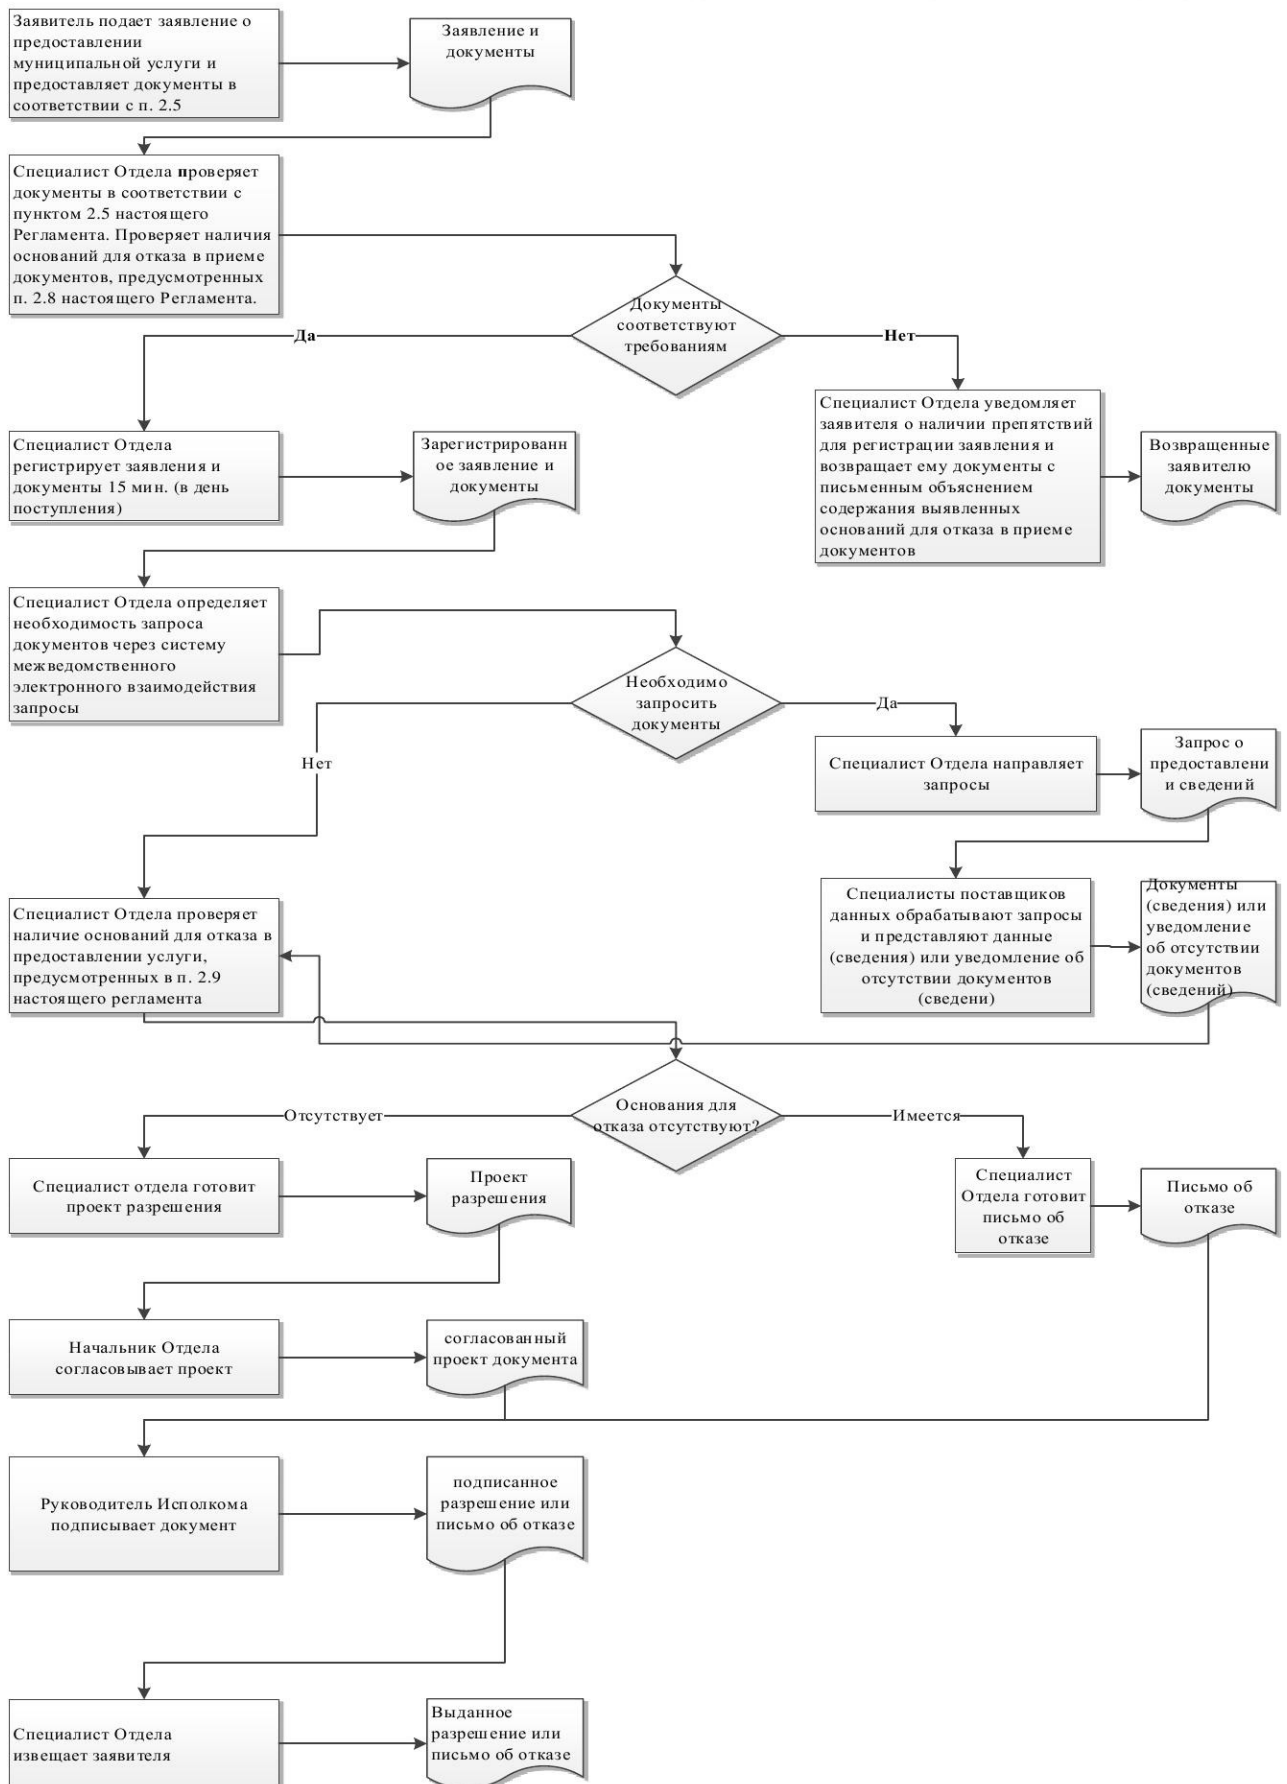 Заявитель подает заявление о
предоставлении
муниципальной услуги и
предоставляет документы в
соответствии с п. 2.5
Заявление и
документы
Специалист Отдела проверяет
документы в соответствии с
пунктом 2.5 настоящего
Регламента. Проверяет наличия
оснований для отказа в приеме
документов, предусмотренных
п. 2.8 настоящего Регламента.
Документы
соответствуют
требованиям
Да
Нет
Специалист Отдела
регистрирует заявления и
документы 15 мин. (в день
поступления)
Зарегистрированн
ое заявление и
документы
Специалист Отдела уведомляет
заявителя о наличии препятствий
для регистрации заявления и
возвращает ему документы с
письменным объяснением
содержания выявленных
оснований для отказа в приеме
документов
Возвращенные
заявителю
документы
Специалист Отдела определяет
необходимость запроса
документов через систему
межведомственного
электронного взаимодействия
запросы
Необходимо
запросить
документы
Да
Нет
Специалист Отдела направляет
запросы
Запрос о
предоставлени
и сведений
Специалист Отдела проверяет
наличие оснований для отказа в
предоставлении услуги,
предусмотренных в п. 2.9
настоящего регламента
Специалисты поставщиков
данных обрабатывают запросы
и представляют данные
(сведения) или уведомление об
отсутствии документов
(сведени)
Документы
(сведения) или
уведомление
об отсутствии
документов
(сведений)
Основания для
отказа отсутствуют?
Отсутствует
Имеется
Специалист отдела готовит
проект разрешения
Проект
разрешения
Специалист
Отдела готовит
письмо об
отказе
Письмо об
отказе
Начальник Отдела
согласовывает проект
согласованный
проект документа
Руководитель Исполкома
подписывает документ
подписанное
разрешение или
письмо об отказе
Специалист Отдела
извещает заявителя
Выданное
разрешение или
письмо об отказе